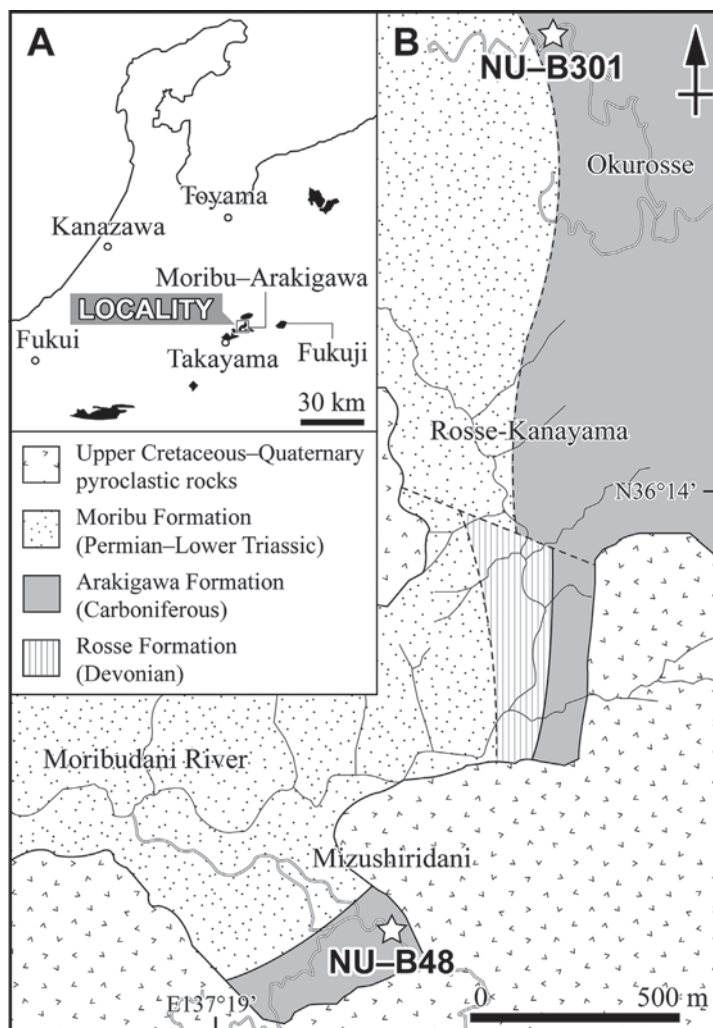 A
Toyama
Kanazawa
Moribu–Arakigawa
LOCALITY
Fukui
Takayama
Fukuji
30 km
Upper Cretaceous–Quaternary
pyroclastic rocks
Moribu Formation
(Permian–Lower Triassic)
Arakigawa Formation
(Carboniferous)
Rosse Formation
(Devonian)
B
NU–B301
Okurosse
Rosse-Kanayama
N36°14’
Moribudani River
Mizushiridani
NU–B48
E137°19’
0 500 m